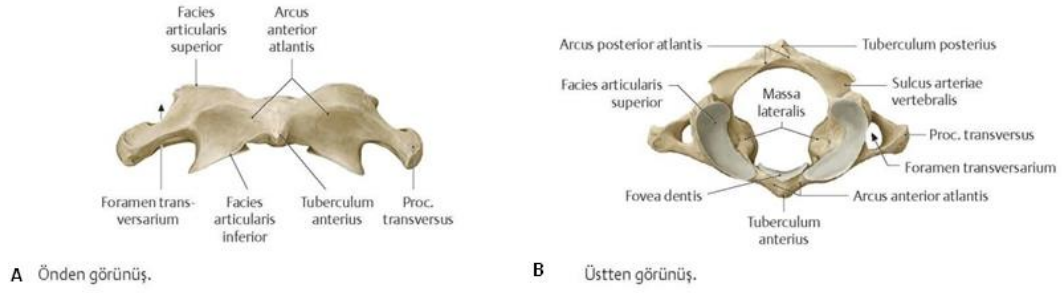 Facies
articularis
superior
Arcus
anterior
atlantis
Foramen trans-
versarium
Facies
articularis
inferior
Tuberculum
anterius
Proc.
transversus
A Önden görünüş.
Arcus posterior atlantis
Tuberculum posterius
Facies articularis
superior
Massa
lateralis
Sulcus arteriae
vertebralis
Proc. transversus
Foramen transversarium
Fovea dentis
Arcus anterior atlantis
Tuberculum
anterius
B Üstten görünüş.